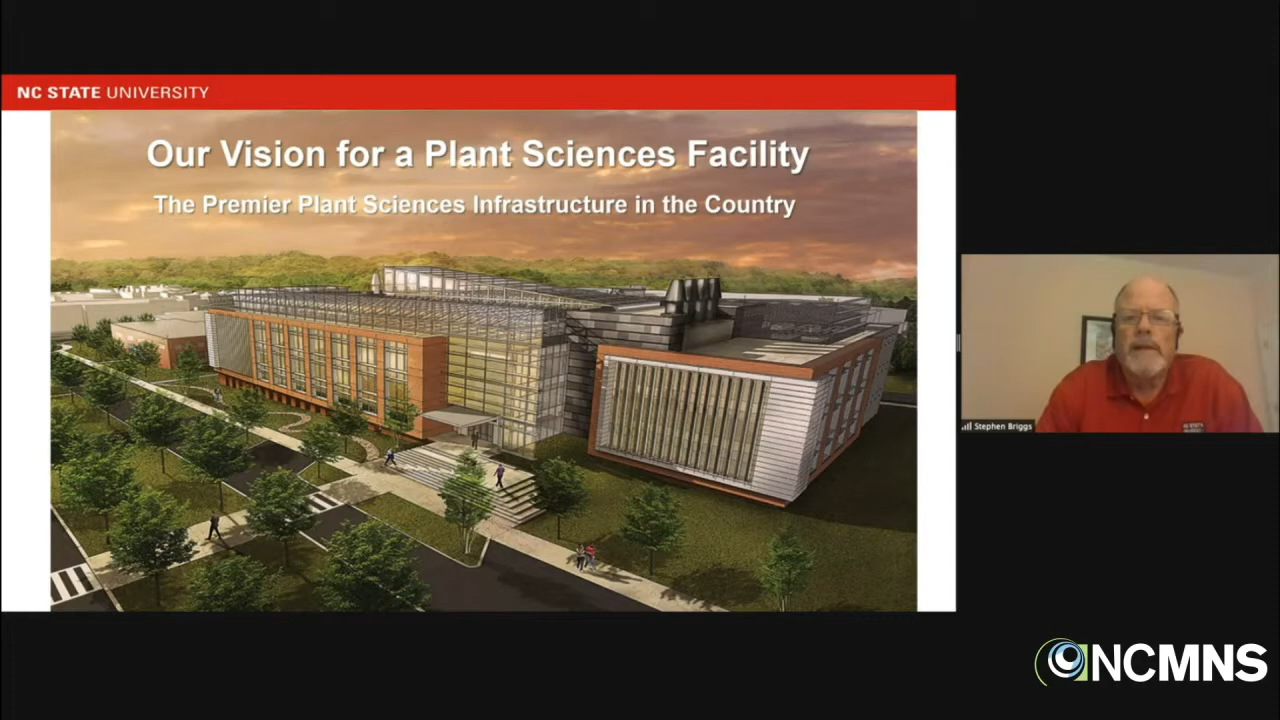 NC STATE UNIVERSITY
Our Vision for a Plant Sciences Facility
The Premier Plant Sciences Infrastructure in the Country
Stephen Briggs
NCMNS